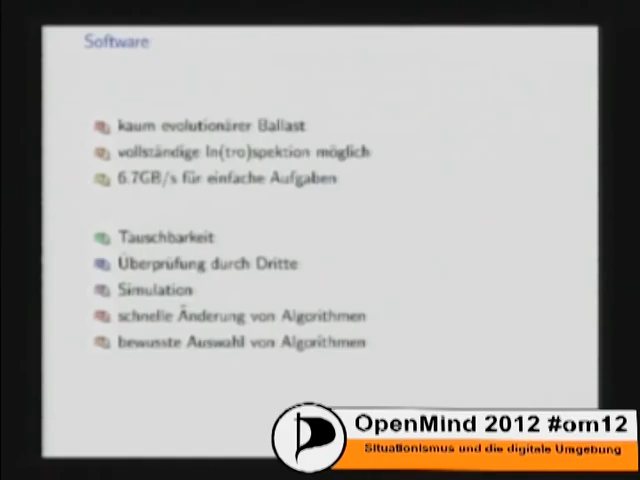 Software
kaum evolutionärer Ballast
vollständige In(tro)spektion möglich
6.7GB/s für einfache Aufgaben
Tauschbarkeit
Überprüfung durch Dritte
Simulation
schnelle Änderung von Algorithmen
bewusste Auswahl von Algorithmen
OpenMind 2012 #om12
Situationismus und die digitale Umgebung